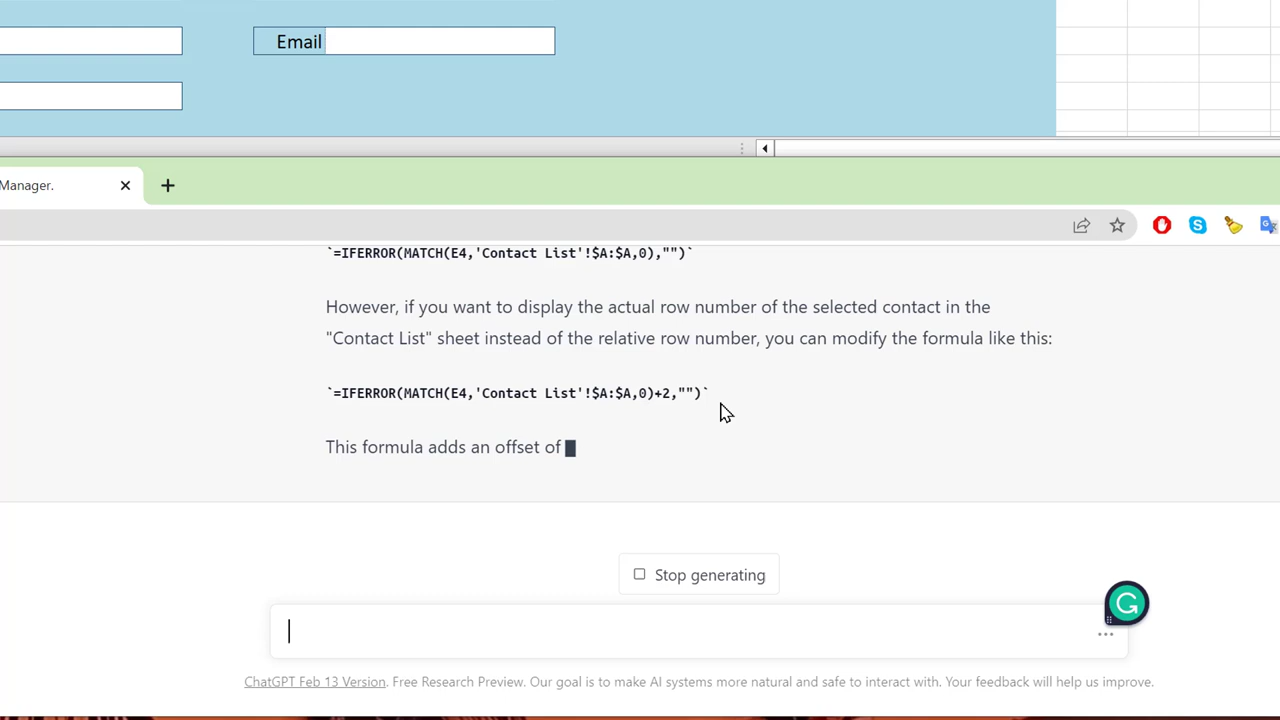 Email
Manager.
`=IFERROR(MATCH(E4,'Contact List'!$A:$A,0),"")`
However, if you want to display the actual row number of the selected contact in the
"Contact List" sheet instead of the relative row number, you can modify the formula like this:
`=IFERROR(MATCH(E4,'Contact List'!$A:$A,0)+2,"")`
This formula adds an offset of
Stop generating
ChatGPT Feb 13 Version. Free Research Preview. Our goal is to make AI systems more natural and safe to interact with. Your feedback will help us improve.